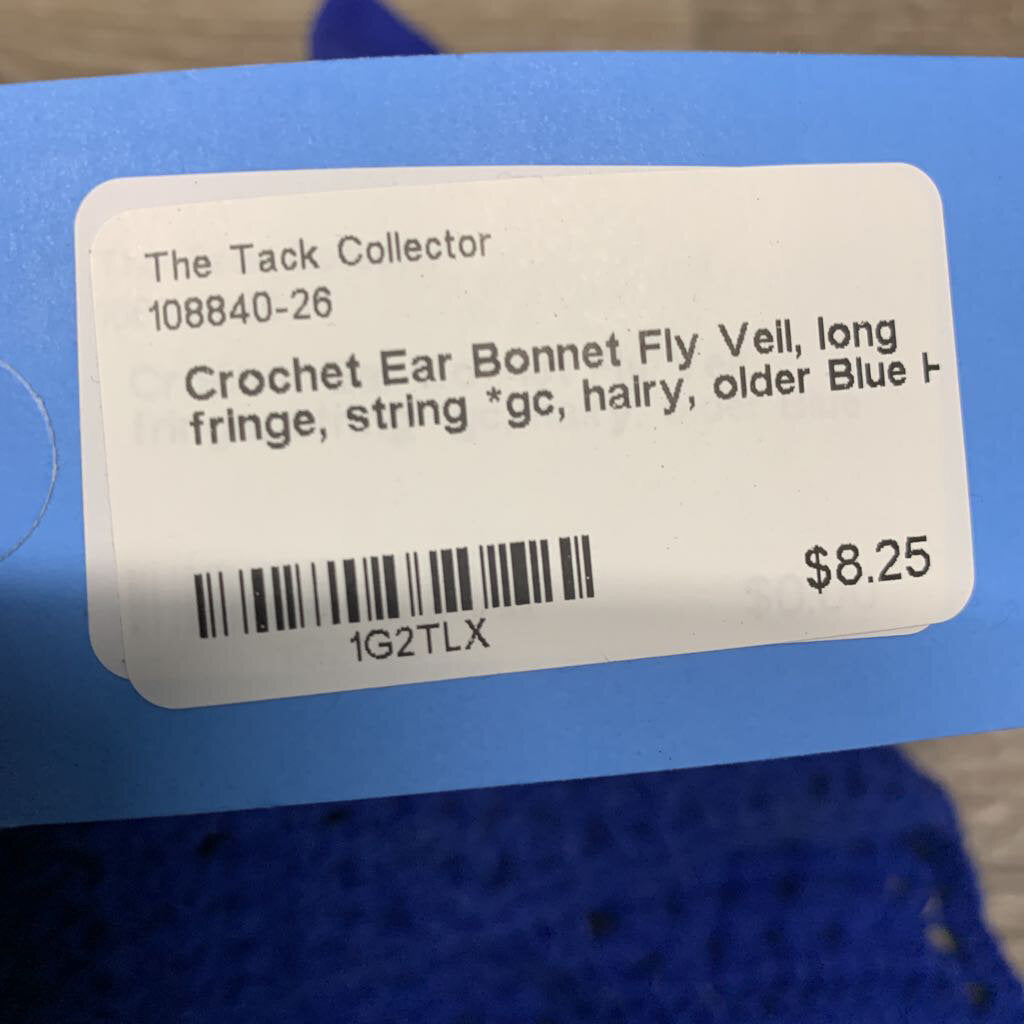 The Tack Collector
108840-26
Crochet Ear Bonnet Fly Veil, long
fringe, string *gc, hairy, older Blue
1G2TLX
$8.25